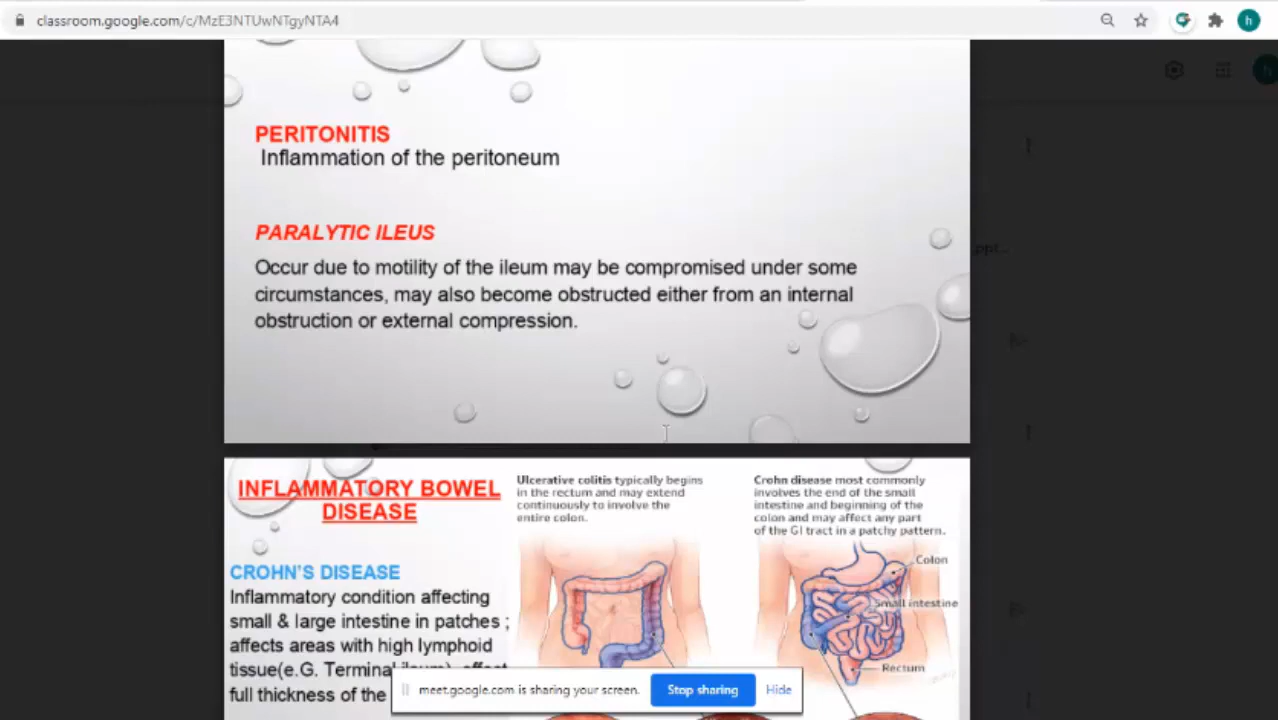 classroom.google.com/c/MzE3NTUwNTgyNTA4
h
PERITONITIS
Inflammation of the peritoneum
PARALYTIC ILEUS
Occur due to motility of the ileum may be compromised under some
circumstances, may also become obstructed either from an internal
obstruction or external compression.
INFLAMMATORY BOWEL
DISEASE
CROHN'S DISEASE
Inflammatory condition affecting
small & large intestine in patches ;
affects areas with high lymphoid
tissue(e.G. Terminal ileum), effect
full thickness of the
Ulcerative colitis typically begins
in the rectum and may extend
continuously to involve the
entire colon.
Crohn disease most commonly
involves the end of the small
intestine and beginning of the
colon and may affect any part
of the GI tract in a patchy pattern.
Colon
Small intestine
Rectum
meet.google.com is sharing your screen.
Stop sharing
Hide